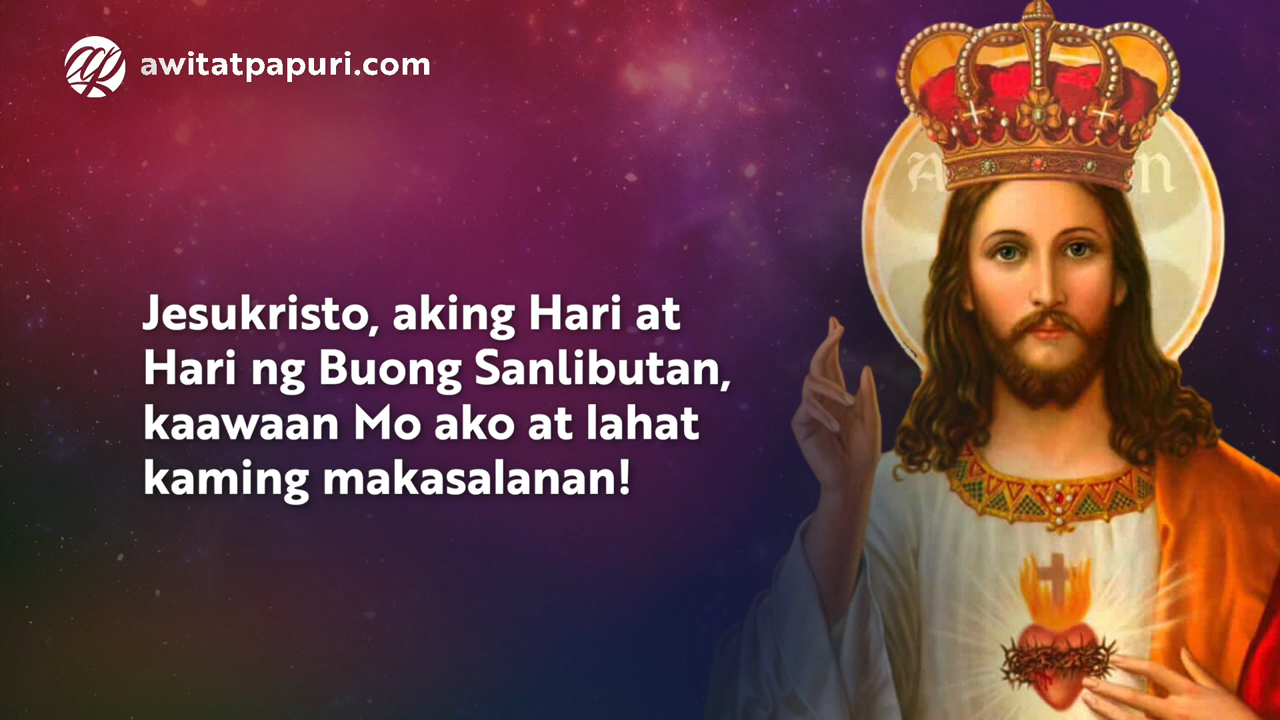 awitatpapuri.com
Jesukristo, aking Hari at
Hari ng Buong Sanlibutan,
kaawaan Mo ako at lahat
kaming makasalanan!